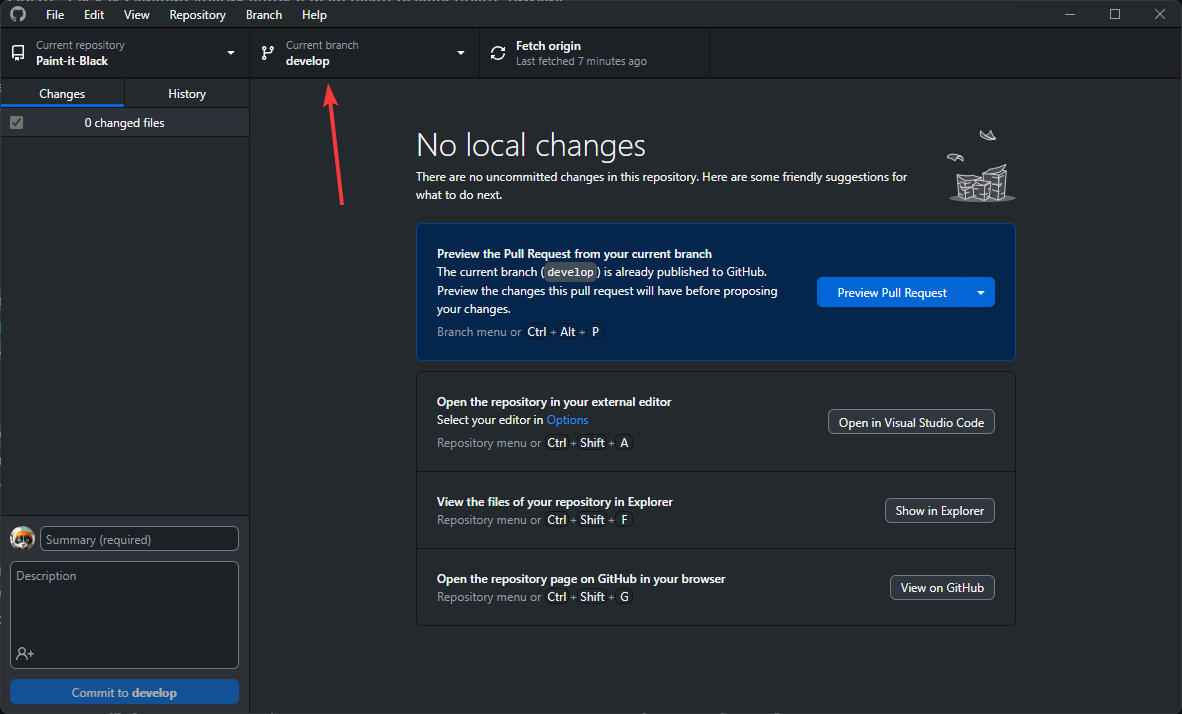 File Edit View Repository Branch Help
Current repository
Paint-it-Black
Current branch
develop
Fetch origin
Last fetched 7 minutes ago
Changes
History
0 changed files
No local changes
There are no uncommitted changes in this repository. Here are some friendly suggestions for
what to do next.
Preview the Pull Request from your current branch
The current branch (develop) is already published to GitHub.
Preview the changes this pull request will have before proposing
your changes.
Branch menu or Ctrl + Alt + P
Preview Pull Request
Open the repository in your external editor
Select your editor in Options
Repository menu or Ctrl + Shift + A
Open in Visual Studio Code
View the files of your repository in Explorer
Repository menu or Ctrl + Shift + F
Show in Explorer
Open the repository page on GitHub in your browser
Repository menu or Ctrl + Shift + G
View on GitHub
Summary (required)
Description
Commit to develop